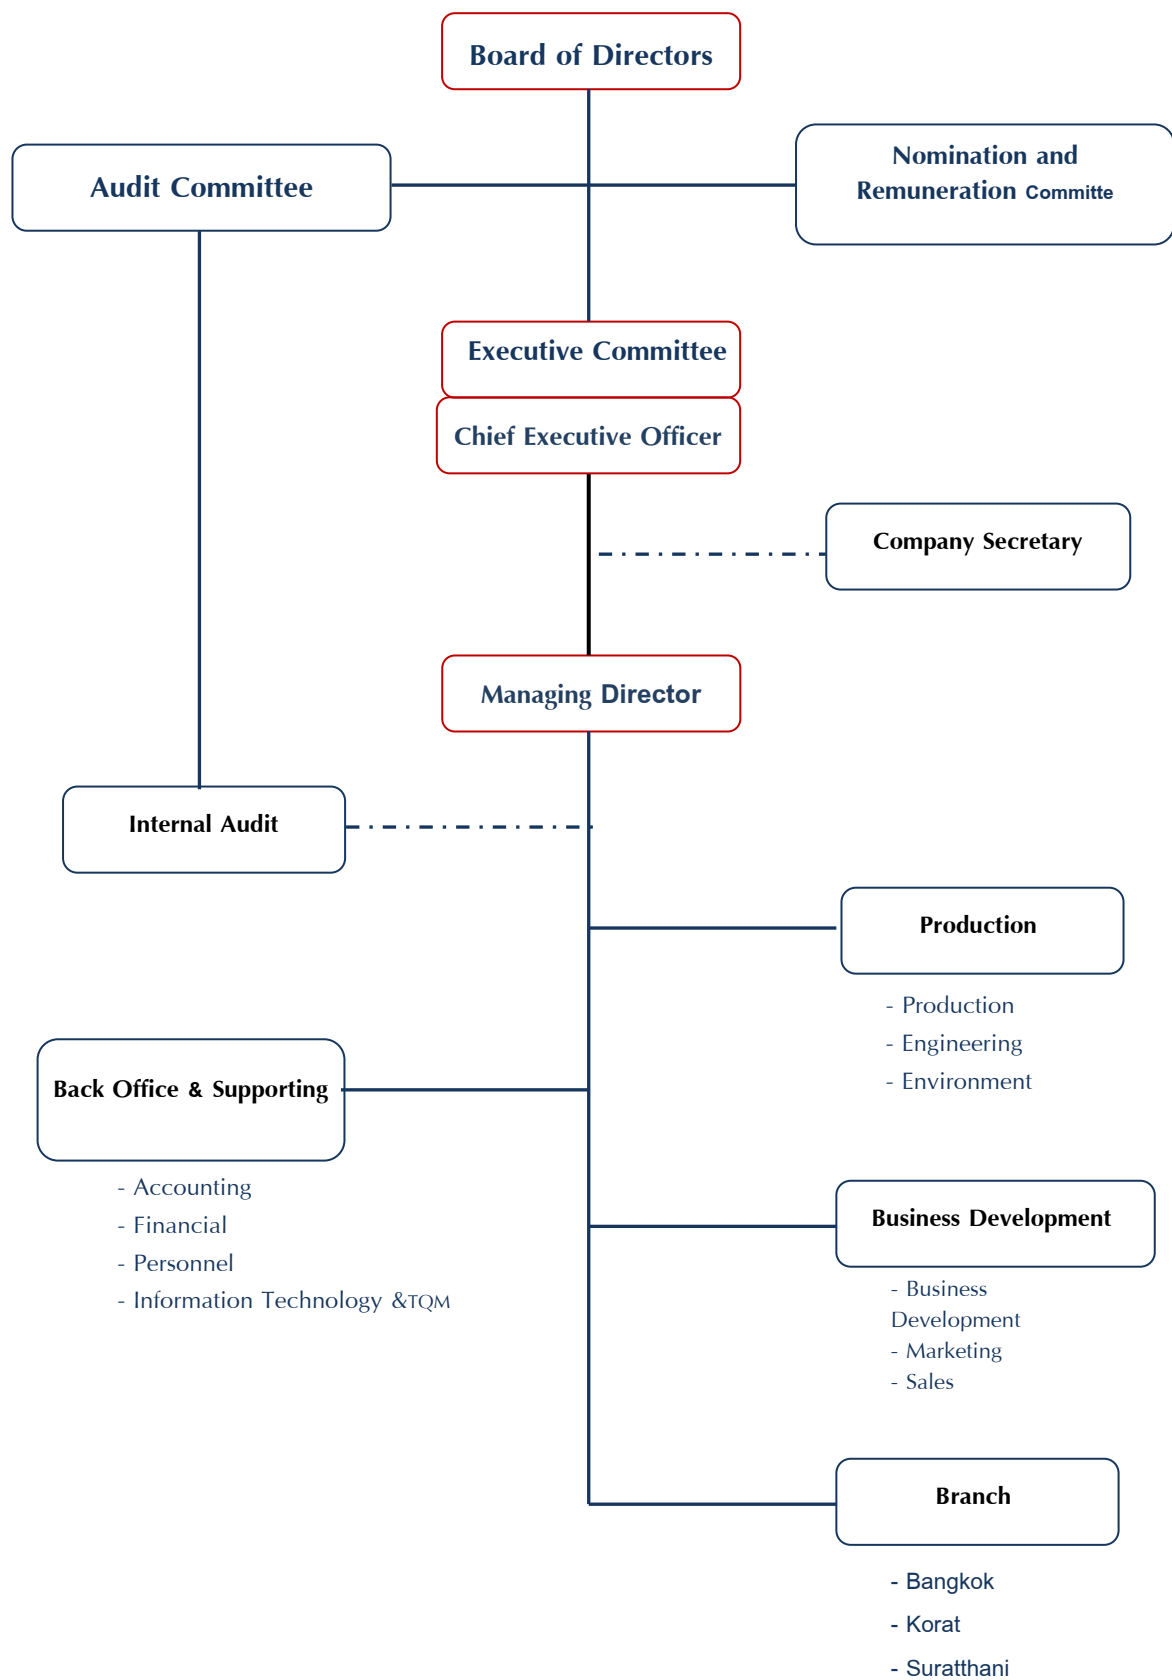 Board of Directors
Audit Committee
Nomination and
Remuneration Committe
Executive Committee
Chief Executive Officer
Company Secretary
Managing Director
Internal Audit
Production
- Production
- Engineering
- Environment
Back Office & Supporting
- Accounting
- Financial
- Personnel
- Information Technology &TQM
Business Development
- Business
Development
- Marketing
- Sales
Branch
- Bangkok
- Korat
- Suratthani